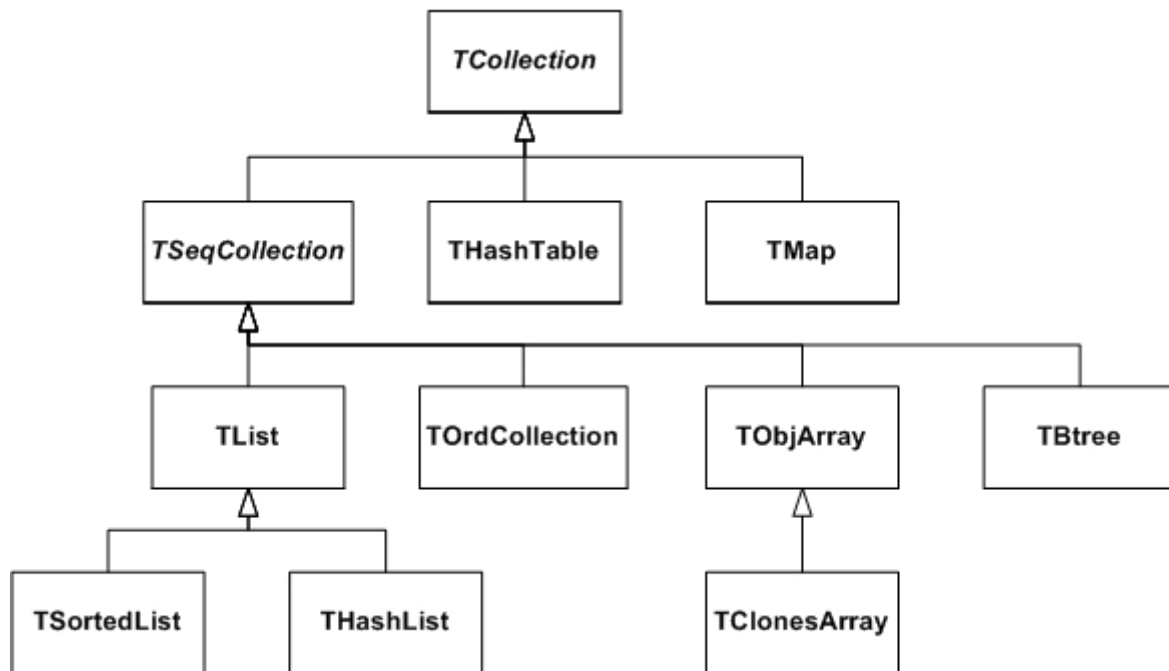 TCollection
TSeqCollection
THashTable
TMap
TList
TOrdCollection
TObjArray
TBtree
TSortedList
THashList
TClonesArray